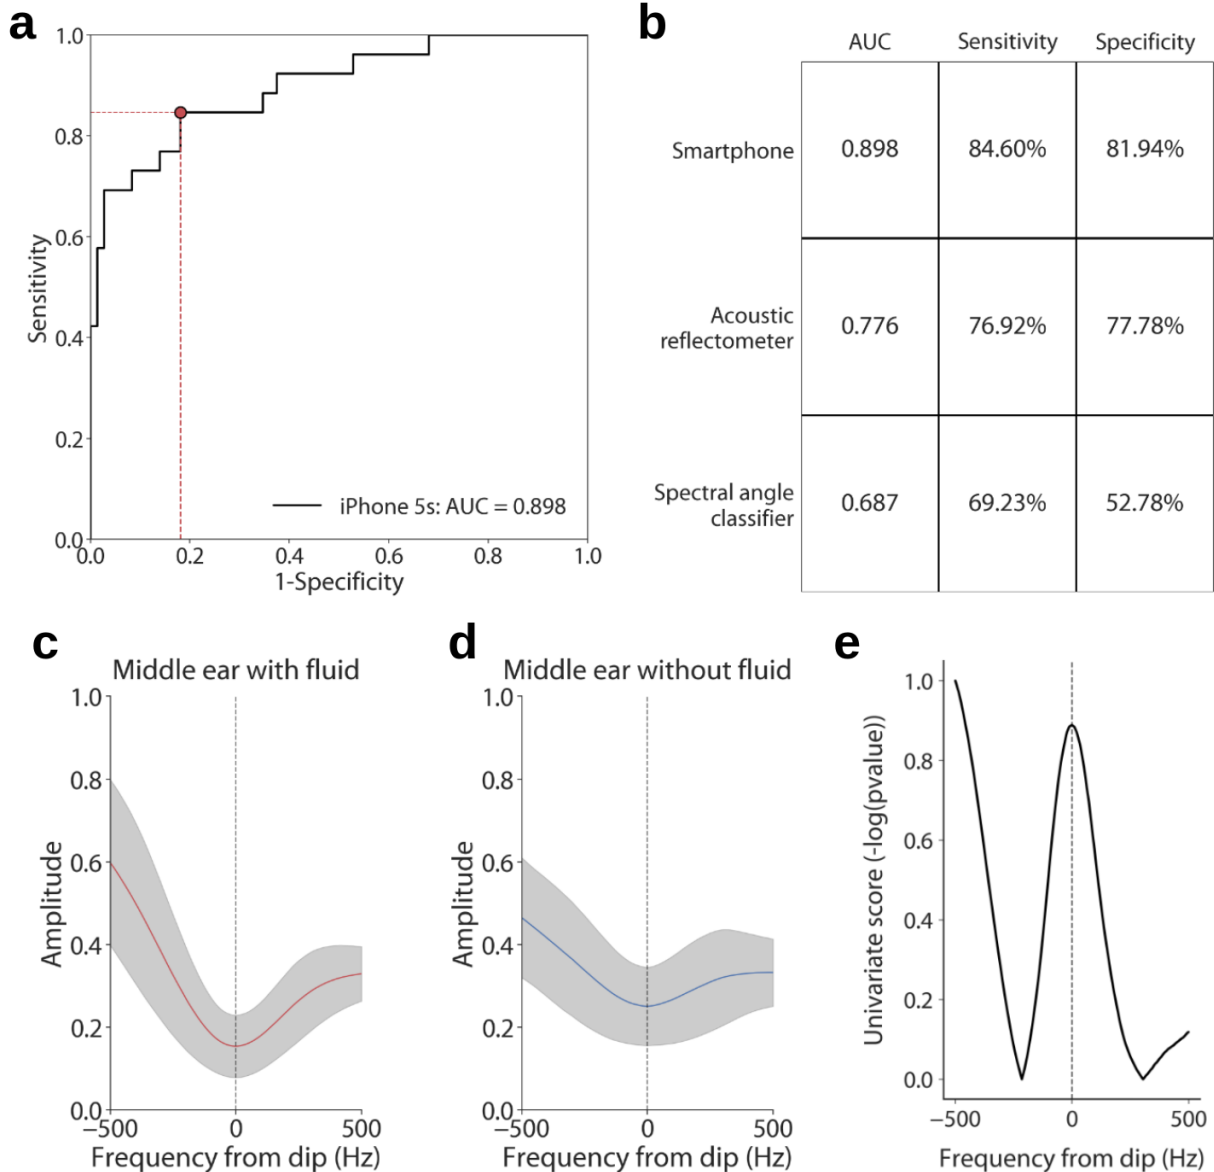 a
1.0
0.8
0.6
0.4
0.2
0.0
Sensitivity
0.0 0.2 0.4 0.6 0.8 1.0
1-Specificity
iPhone 5s: AUC = 0.898
b
AUC Sensitivity Specificity
Smartphone 0.898 84.60% 81.94%
Acoustic
reflectometer 0.776 76.92% 77.78%
Spectral angle
classifier 0.687 69.23% 52.78%
c
Middle ear with fluid
1.0
0.8
0.6
0.4
0.2
0.0
Amplitude
−500 0 500
Frequency from dip (Hz)
d
Middle ear without fluid
1.0
0.8
0.6
0.4
0.2
0.0
Amplitude
−500 0 500
Frequency from dip (Hz)
e
1.0
0.8
0.6
0.4
0.2
0.0
Univariate score (-log(pvalue))
−500 0 500
Frequency from dip (Hz)